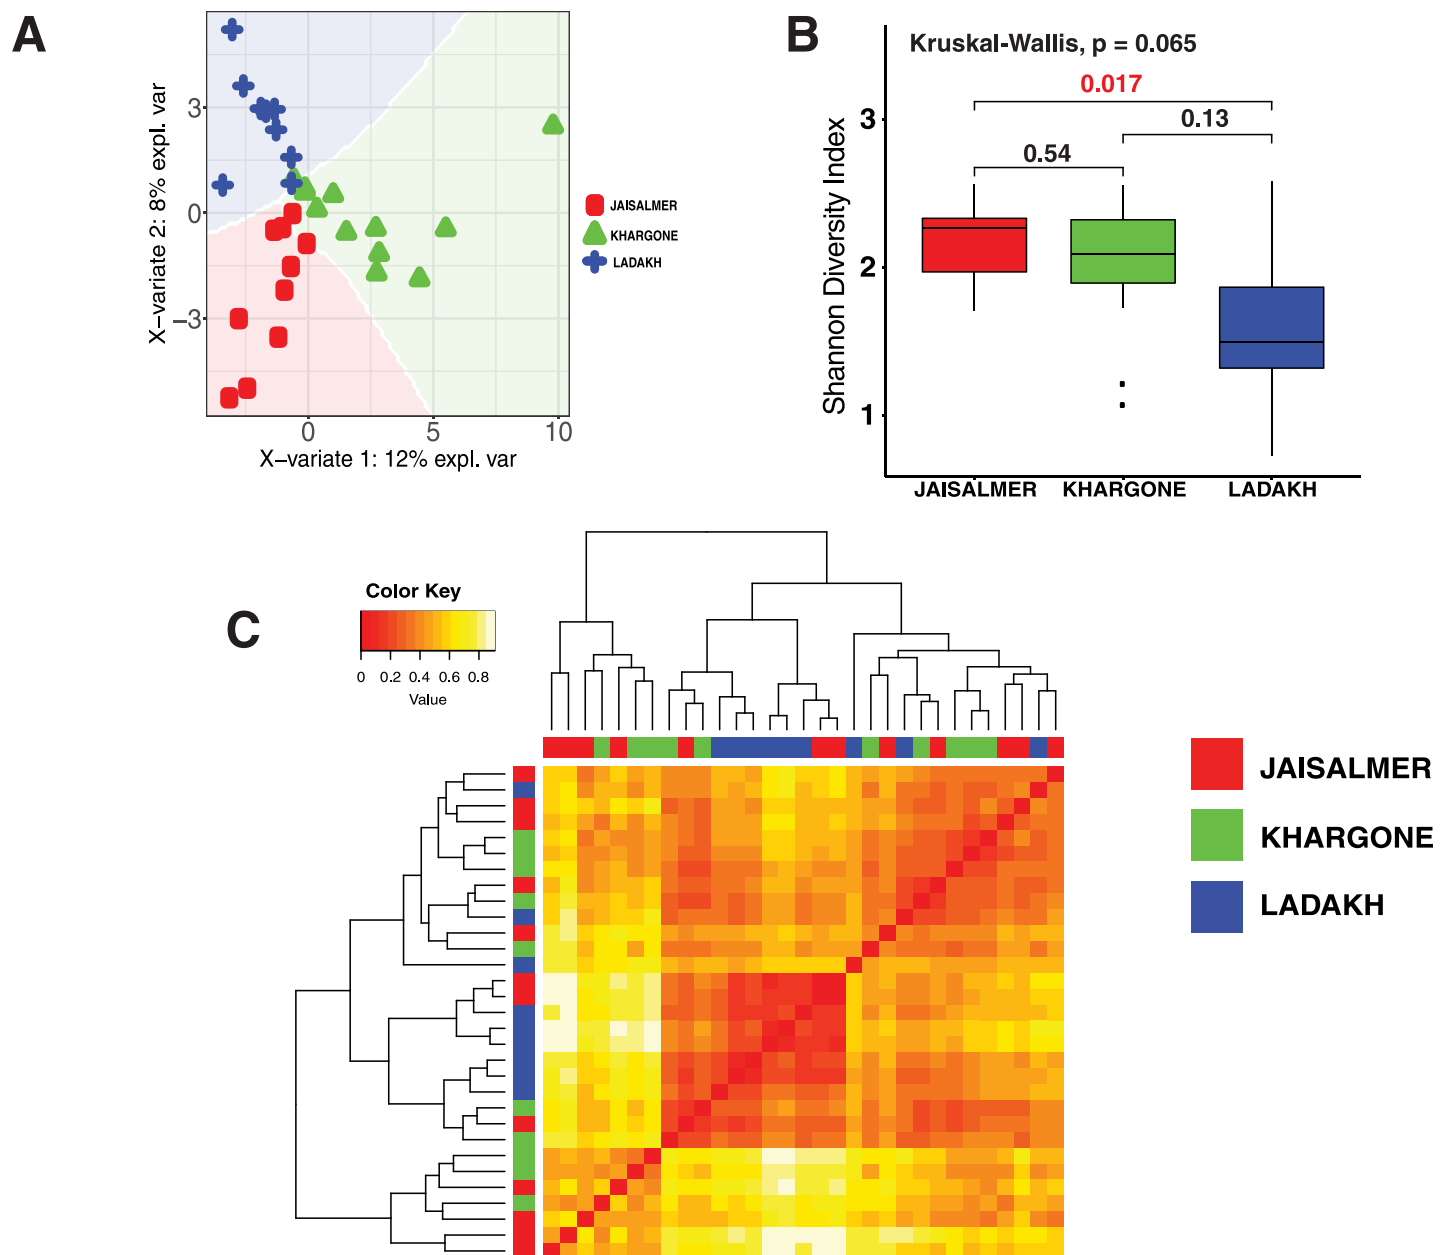 A
X−variate 2: 8% expl. var
3
0
−3
0 5 10
X−variate 1: 12% expl. var
JAISALMER
KHARGONE
LADAKH
B
Kruskal-Wallis, p = 0.065
0.017
0.13
0.54
Shannon Diversity Index
3
2
1
JAISALMER KHARGONE LADAKH
C
Color Key
0 0.2 0.4 0.6 0.8
Value
JAISALMER
KHARGONE
LADAKH